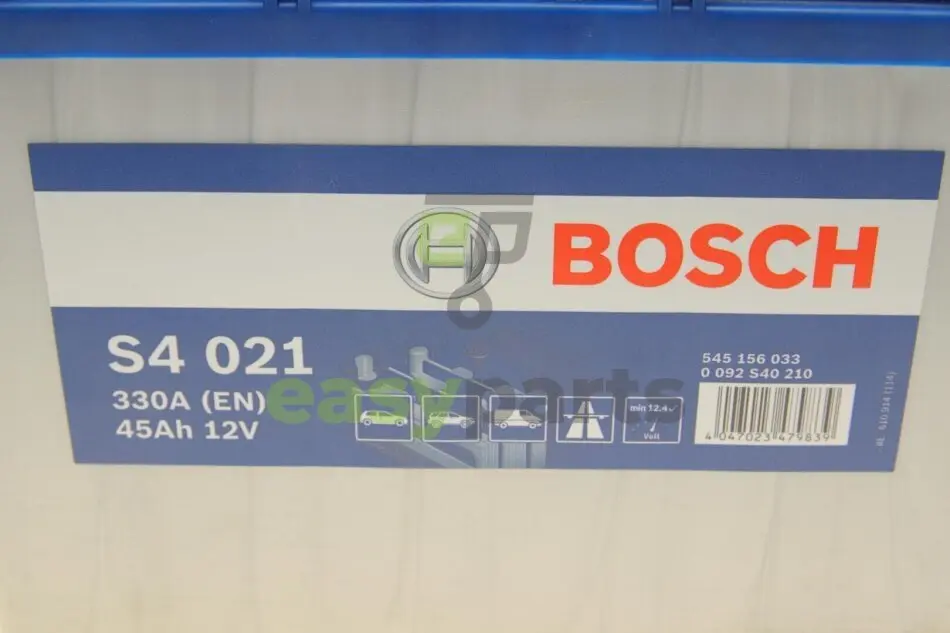 BOSCH
S4 021
330A (EN)
45Ah 12V
easyparts
min 12.4
Volt
545 156 033
0 092 S40 210
4 047023 479839